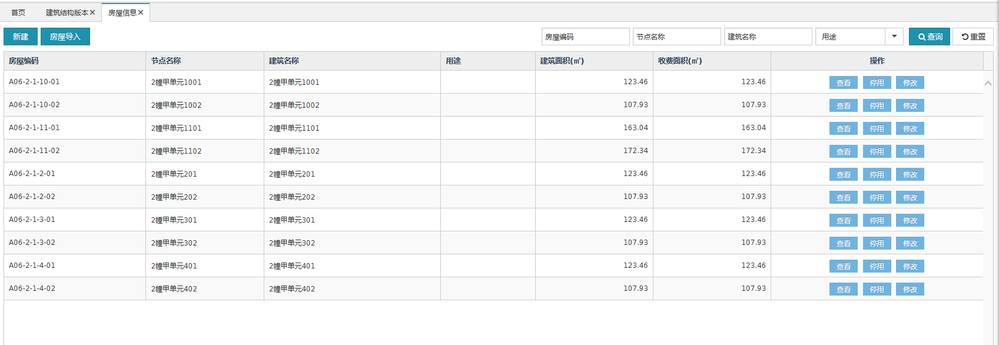 首页 建筑结构版本 房屋信息
新建 房屋导入 房屋编码 节点名称 建筑名称 用途 查询 重置
房屋编码 节点名称 建筑名称 用途 建筑面积(㎡) 收费面积(㎡) 操作
A06-2-1-10-01 2幢甲单元1001 2幢甲单元1001 123.46 123.46 查看 停用 修改
A06-2-1-10-02 2幢甲单元1002 2幢甲单元1002 107.93 107.93 查看 停用 修改
A06-2-1-11-01 2幢甲单元1101 2幢甲单元1101 163.04 163.04 查看 停用 修改
A06-2-1-11-02 2幢甲单元1102 2幢甲单元1102 172.34 172.34 查看 停用 修改
A06-2-1-2-01 2幢甲单元201 2幢甲单元201 123.46 123.46 查看 停用 修改
A06-2-1-2-02 2幢甲单元202 2幢甲单元202 107.93 107.93 查看 停用 修改
A06-2-1-3-01 2幢甲单元301 2幢甲单元301 123.46 123.46 查看 停用 修改
A06-2-1-3-02 2幢甲单元302 2幢甲单元302 107.93 107.93 查看 停用 修改
A06-2-1-4-01 2幢甲单元401 2幢甲单元401 123.46 123.46 查看 停用 修改
A06-2-1-4-02 2幢甲单元402 2幢甲单元402 107.93 107.93 查看 停用 修改